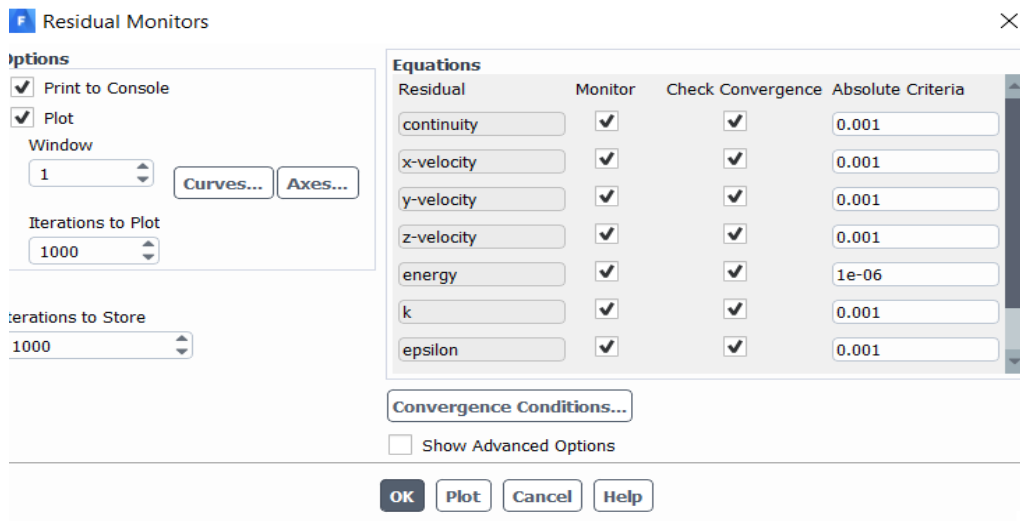 F Residual Monitors
ptions
Print to Console
Plot
Window
1
Curves... Axes...
Iterations to Plot
1000
terations to Store
1000
Equations
Residual Monitor Check Convergence Absolute Criteria
continuity 0.001
x-velocity 0.001
y-velocity 0.001
z-velocity 0.001
energy 1e-06
k 0.001
epsilon 0.001
Convergence Conditions...
Show Advanced Options
OK Plot Cancel Help